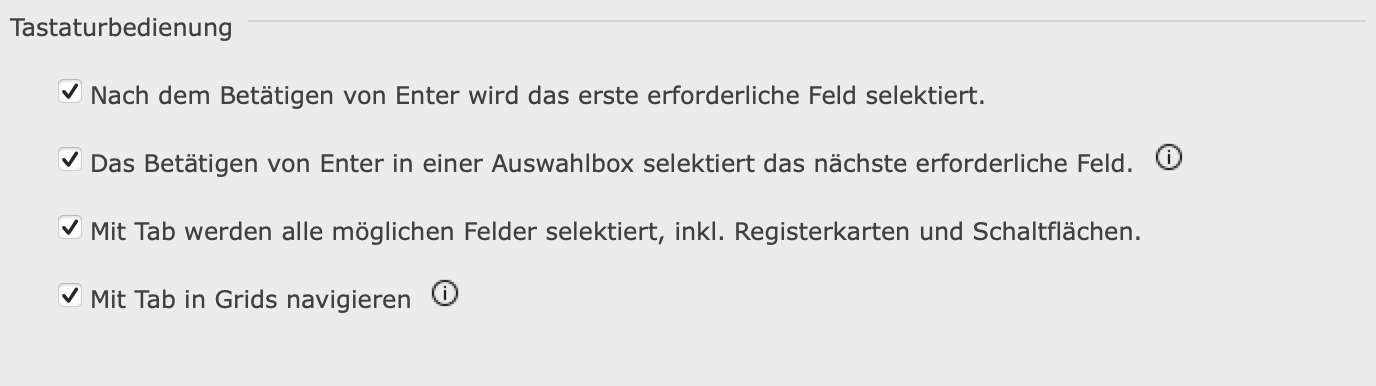 Tastaturbedienung
Nach dem Betätigen von Enter wird das erste erforderliche Feld selektiert.
Das Betätigen von Enter in einer Auswahlbox selektiert das nächste erforderliche Feld.
Mit Tab werden alle möglichen Felder selektiert, inkl. Registerkarten und Schaltflächen.
Mit Tab in Grids navigieren